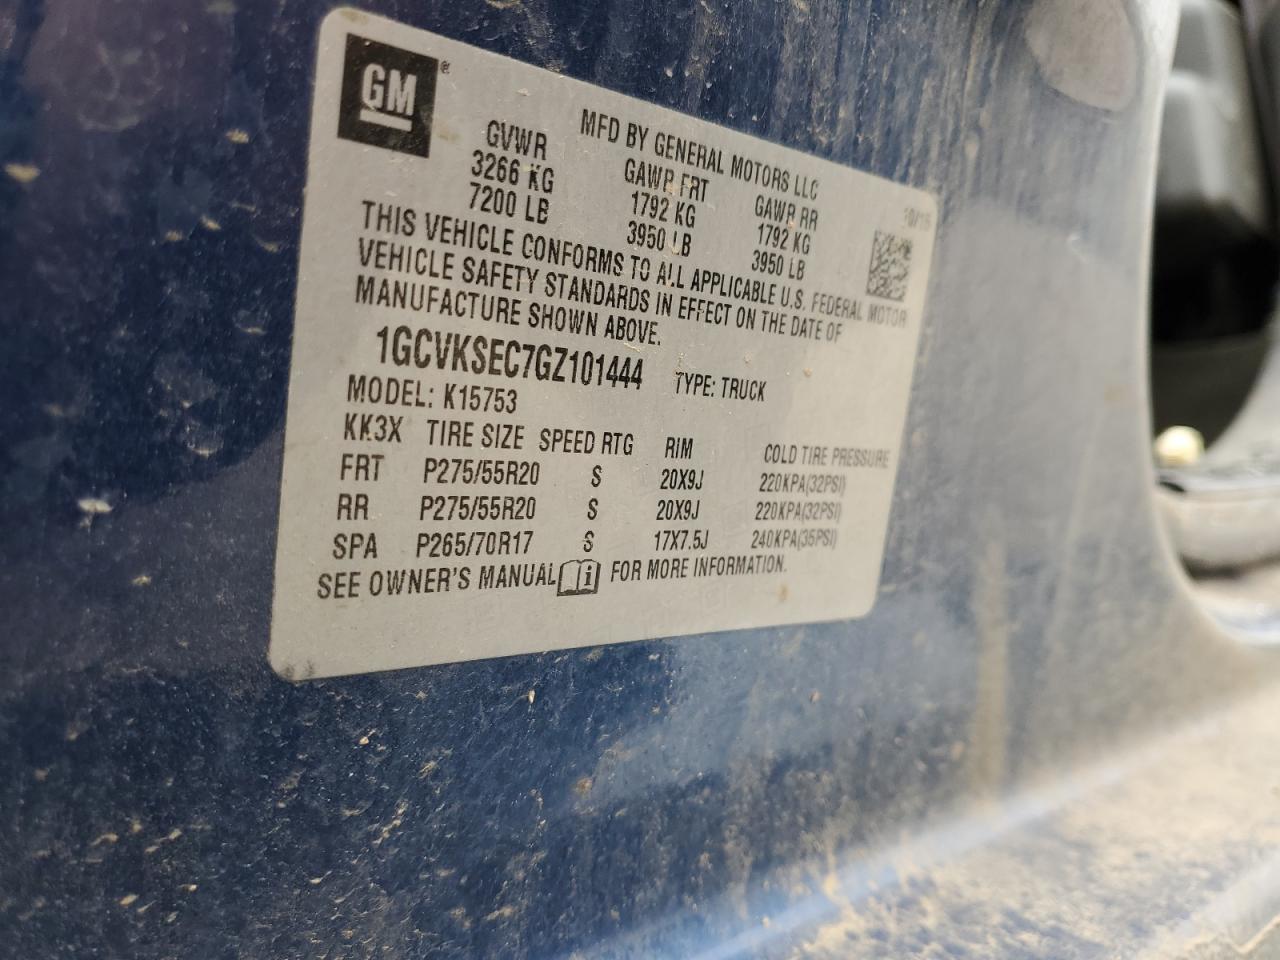 GM®
MFD BY GENERAL MOTORS LLC
GVWR GAWR FRT GAWR RR
3266 KG 1792 KG 1792 KG
7200 LB 3950 LB 3950 LB
THIS VEHICLE CONFORMS TO ALL APPLICABLE U.S. FEDERAL MOTOR
VEHICLE SAFETY STANDARDS IN EFFECT ON THE DATE OF
MANUFACTURE SHOWN ABOVE.
1GCVKSEC7GZ101444 TYPE: TRUCK
MODEL: K15753
KK3X TIRE SIZE SPEED RTG RIM COLD TIRE PRESSURE
FRT P275/55R20 S 20X9J 220KPA(32PSI)
RR P275/55R20 S 20X9J 220KPA(32PSI)
SPA P265/70R17 S 17X7.5J 240KPA(35PSI)
SEE OWNER'S MANUAL i FOR MORE INFORMATION.